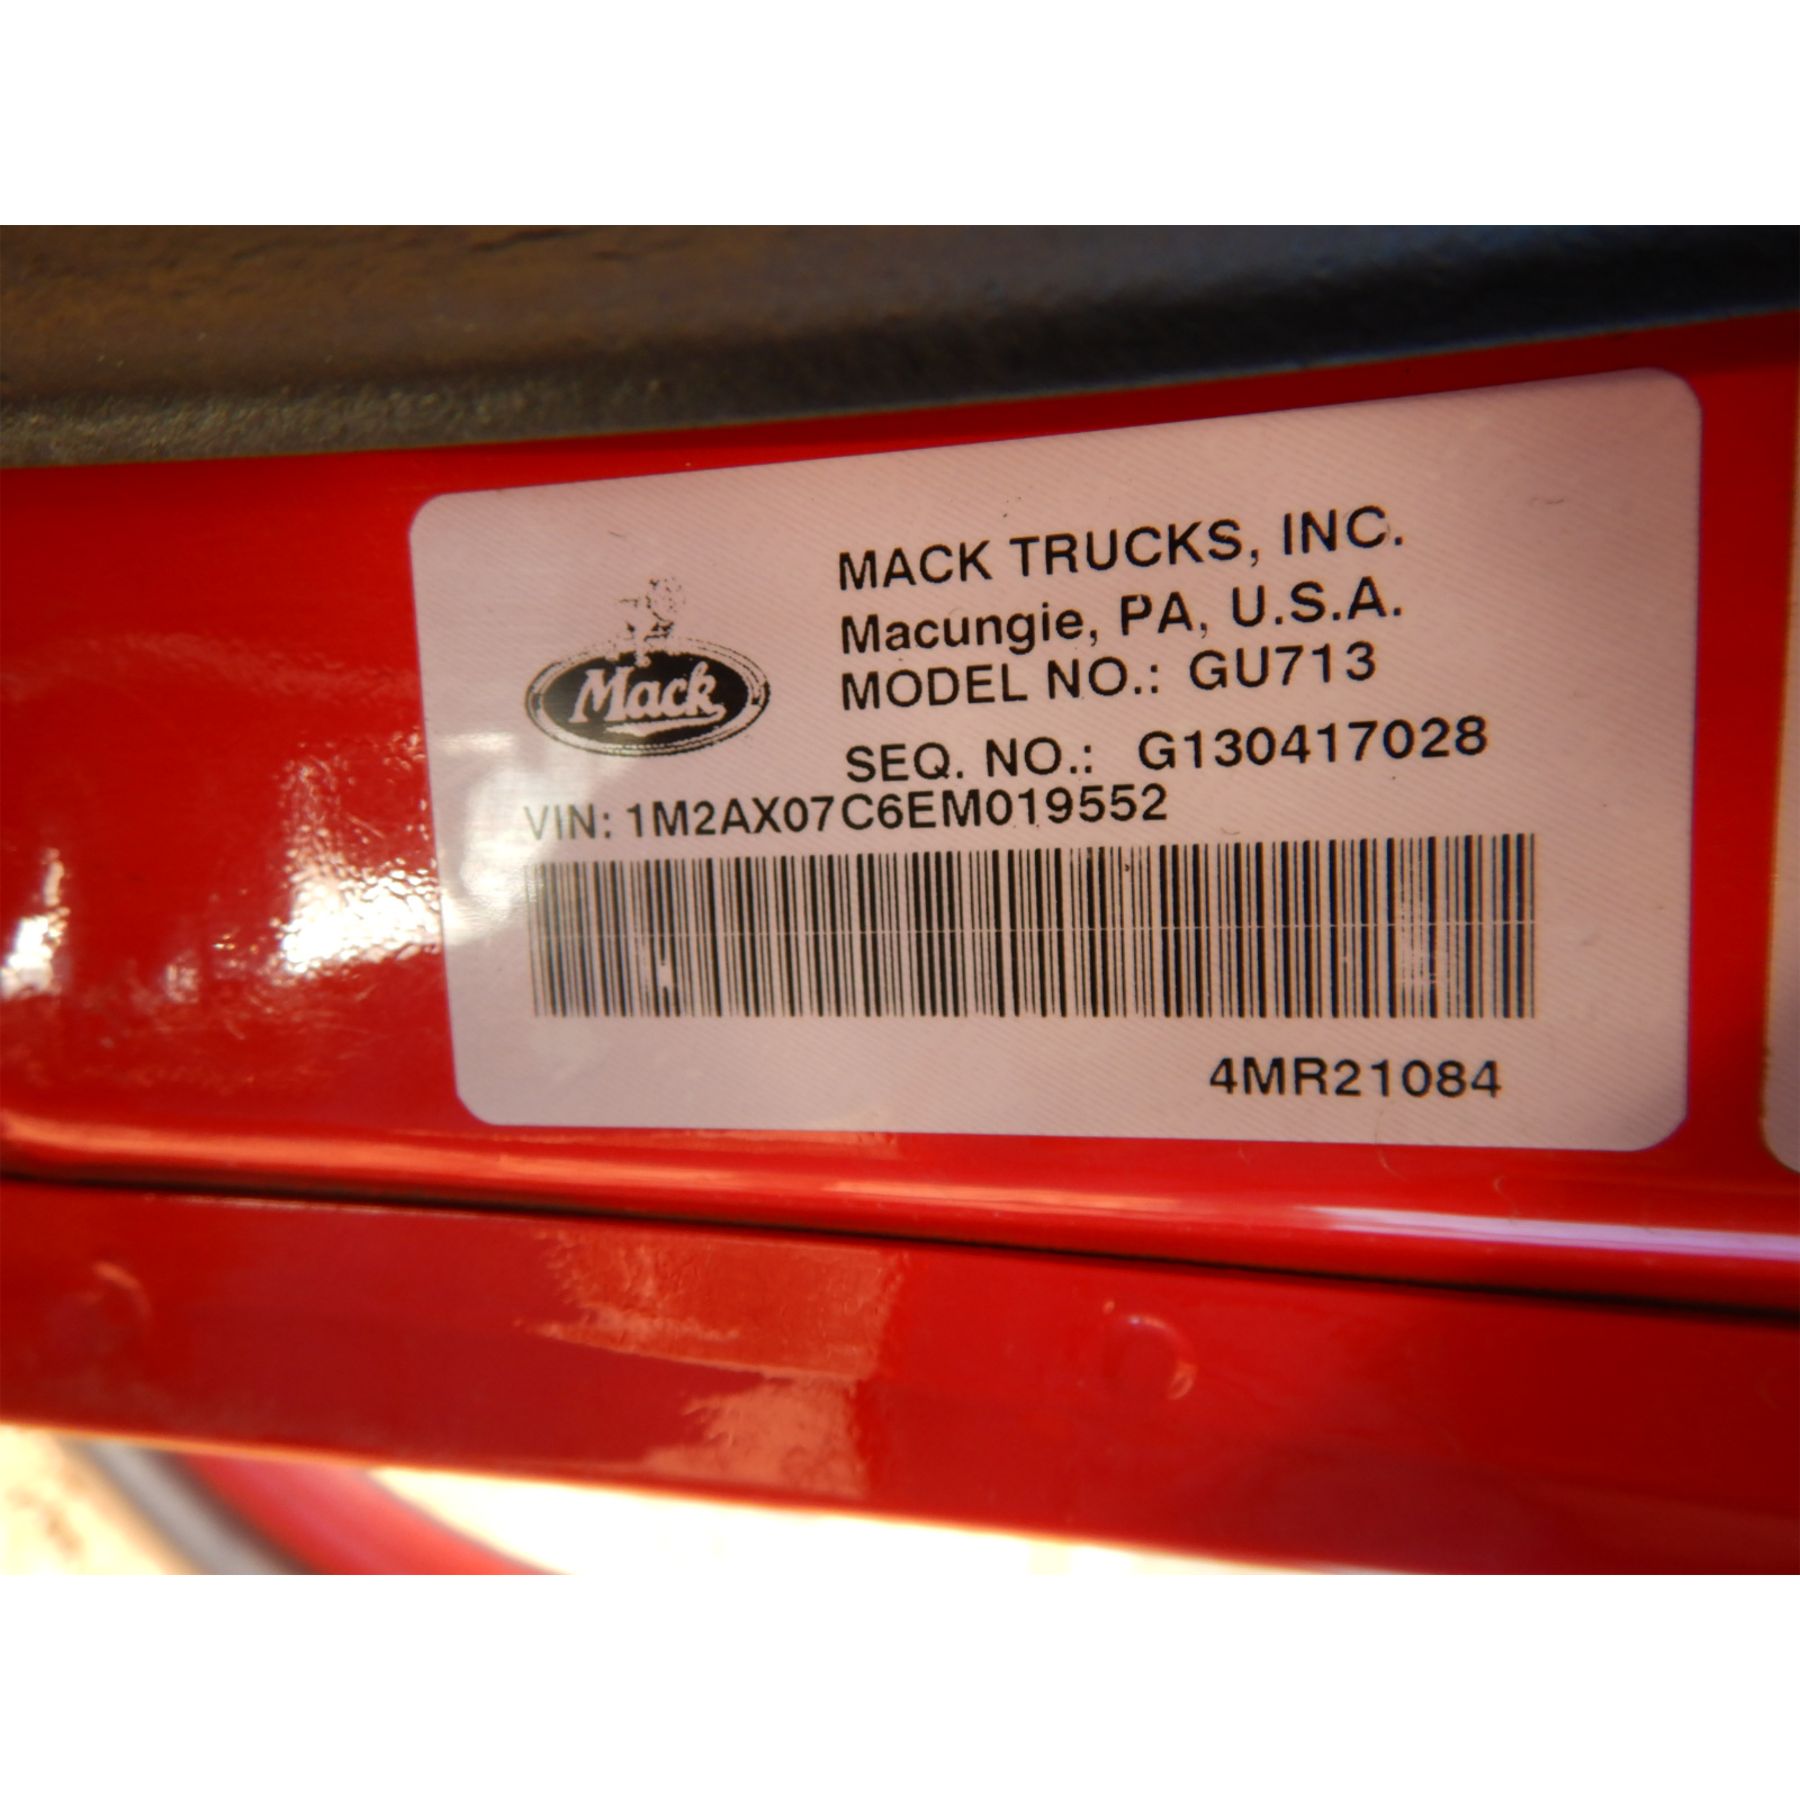 MACK TRUCKS, INC.
Macungie, PA, U.S.A.
MODEL NO.: GU713
Mack
SEQ. NO.: G130417028
VIN: 1M2AX07C6EM019552
4MR21084